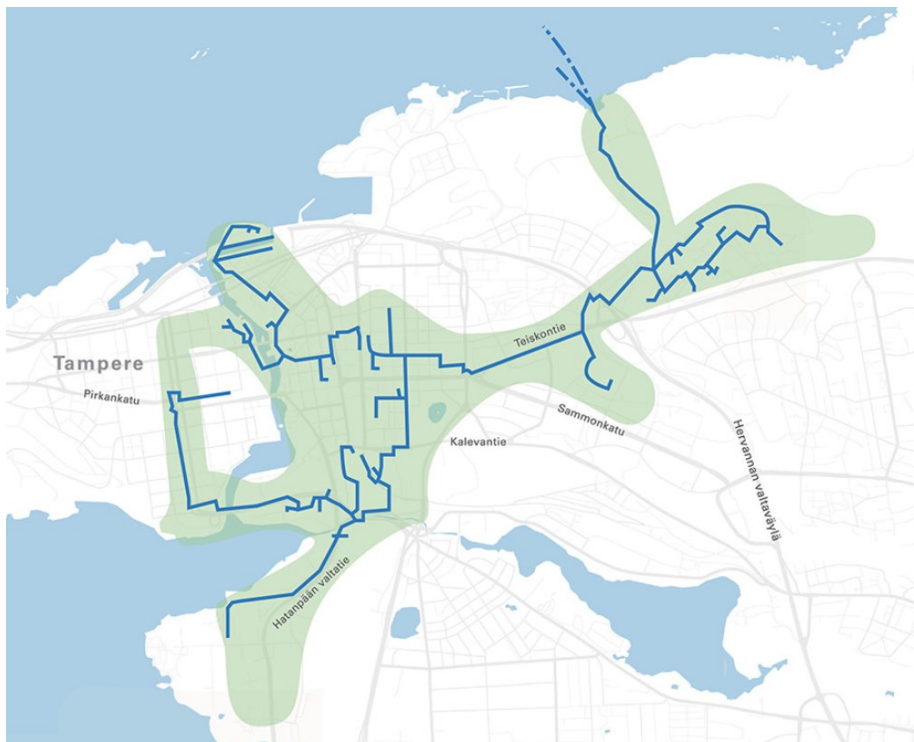 Teiskontie
Tampere
Pirkankatu
Sammonkatu
Kalevantie
Hervannan valtaväylä
Hatanpään valtatie